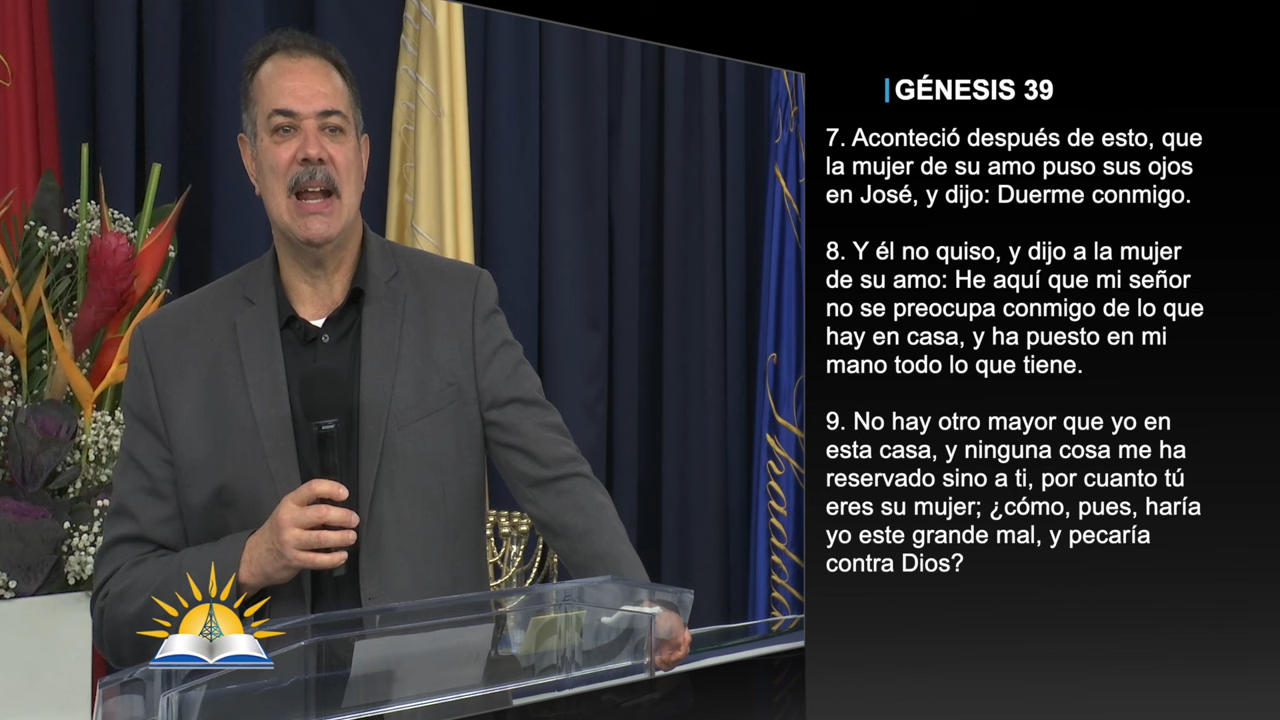 GÉNESIS 39
7. Aconteció después de esto, que
la mujer de su amo puso sus ojos
en José, y dijo: Duerme conmigo.
8. Y él no quiso, y dijo a la mujer
de su amo: He aquí que mi señor
no se preocupa conmigo de lo que
hay en casa, y ha puesto en mi
mano todo lo que tiene.
9. No hay otro mayor que yo en
esta casa, y ninguna cosa me ha
reservado sino a ti, por cuanto tú
eres su mujer; ¿cómo, pues, haría
yo este grande mal, y pecaría
contra Dios?